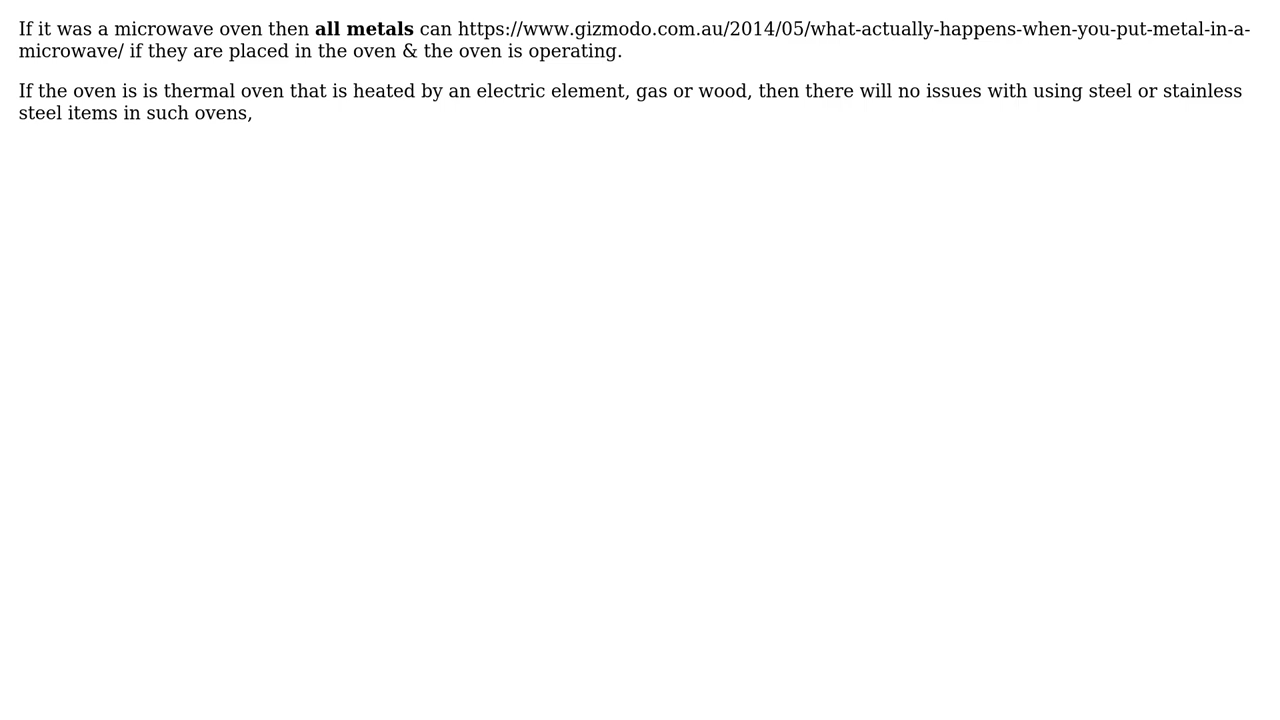 If it was a microwave oven then all metals can https://www.gizmodo.com.au/2014/05/what-actually-happens-when-you-put-metal-in-a-
microwave/ if they are placed in the oven & the oven is operating.
If the oven is is thermal oven that is heated by an electric element, gas or wood, then there will no issues with using steel or stainless
steel items in such ovens,